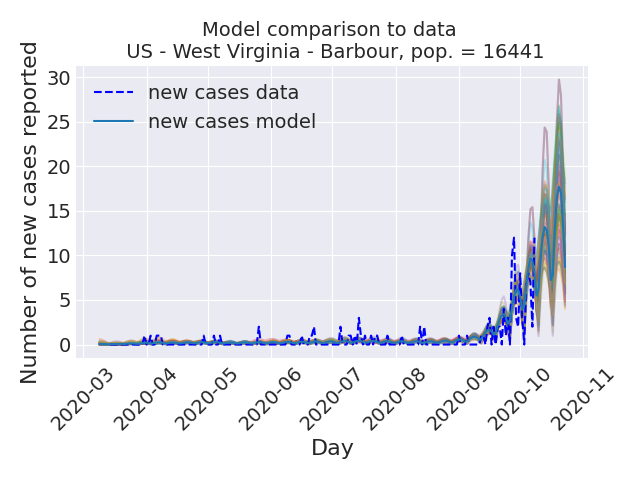 Model comparison to data
US - West Virginia - Barbour, pop. = 16441
Number of new cases reported
30
25
20
15
10
5
0
new cases data
new cases model
2020-03
2020-04
2020-05
2020-06
2020-07
2020-08
2020-09
2020-10
2020-11
Day